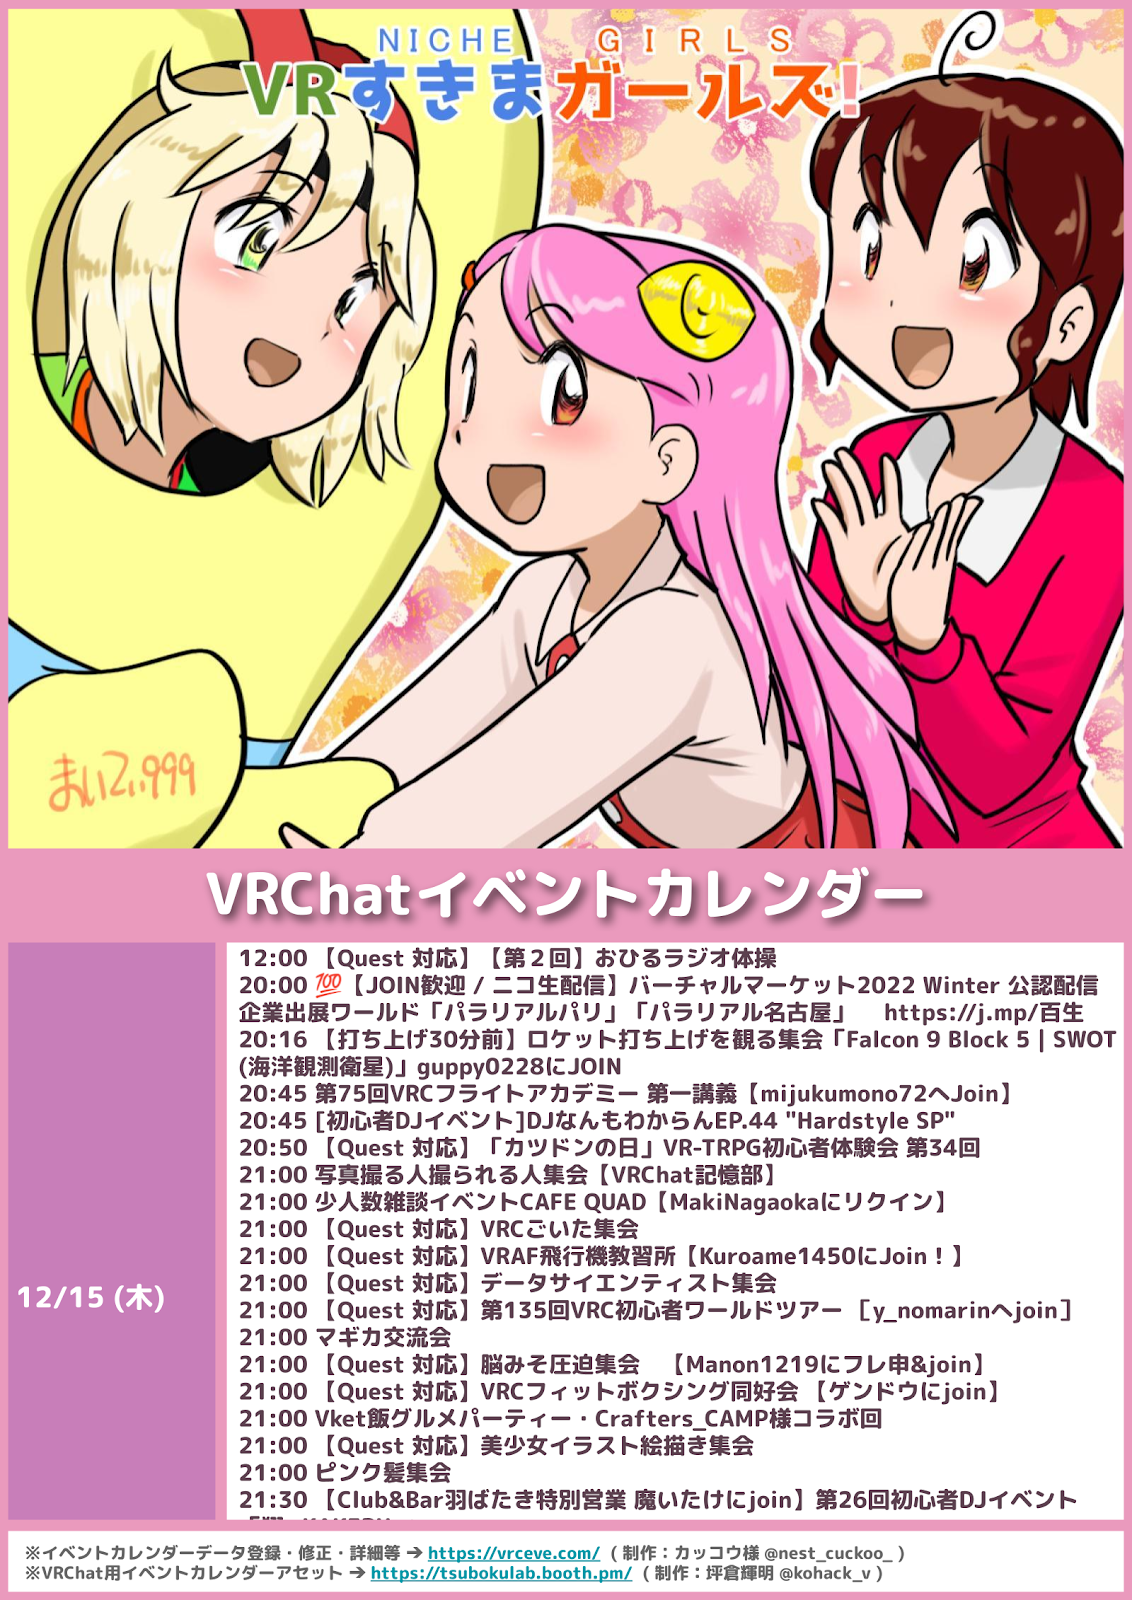 NICHE GIRLS
VRすきまガールズ!
まいてぃ999
VRChatイベントカレンダー
12/15 (木)
12:00 【Quest 対応】【第２回】おひるラジオ体操
20:00 💯【JOIN歓迎 / ニコ生配信】バーチャルマーケット2022 Winter 公認配信
企業出展ワールド「パラリアルパリ」「パラリアル名古屋」　https://j.mp/百生
20:16 【打ち上げ30分前】ロケット打ち上げを観る集会「Falcon 9 Block 5 | SWOT
(海洋観測衛星)」guppy0228にJOIN
20:45 第75回VRCフライトアカデミー 第一講義【mijukumono72へJoin】
20:45 [初心者DJイベント]DJなんもわからんEP.44 "Hardstyle SP"
20:50 【Quest 対応】「カツドンの日」VR-TRPG初心者体験会 第34回
21:00 写真撮る人撮られる人集会【VRChat記憶部】
21:00 少人数雑談イベントCAFE QUAD【MakiNagaokaにリクイン】
21:00 【Quest 対応】VRCごいた集会
21:00 【Quest 対応】VRAF飛行機教習所【Kuroame1450にJoin！】
21:00 【Quest 対応】データサイエンティスト集会
21:00 【Quest 対応】第135回VRC初心者ワールドツアー ［y_nomarinへjoin］
21:00 マギカ交流会
21:00 【Quest 対応】脳みそ圧迫集会　【Manon1219にフレ申&join】
21:00 【Quest 対応】VRCフィットボクシング同好会 【ゲンドウにjoin】
21:00 Vket飯グルメパーティー・Crafters_CAMP様コラボ回
21:00 【Quest 対応】美少女イラスト絵描き集会
21:00 ピンク髪集会
21:30 【Club&Bar羽ばたき特別営業 魔いたけにjoin】第26回初心者DJイベント
※イベントカレンダーデータ登録・修正・詳細等 ➔ https://vrceve.com/ ( 制作：カッコウ様 @nest_cuckoo_ )
※VRChat用イベントカレンダーアセット ➔ https://tsubokulab.booth.pm/ ( 制作：坪倉輝明 @kohack_v )